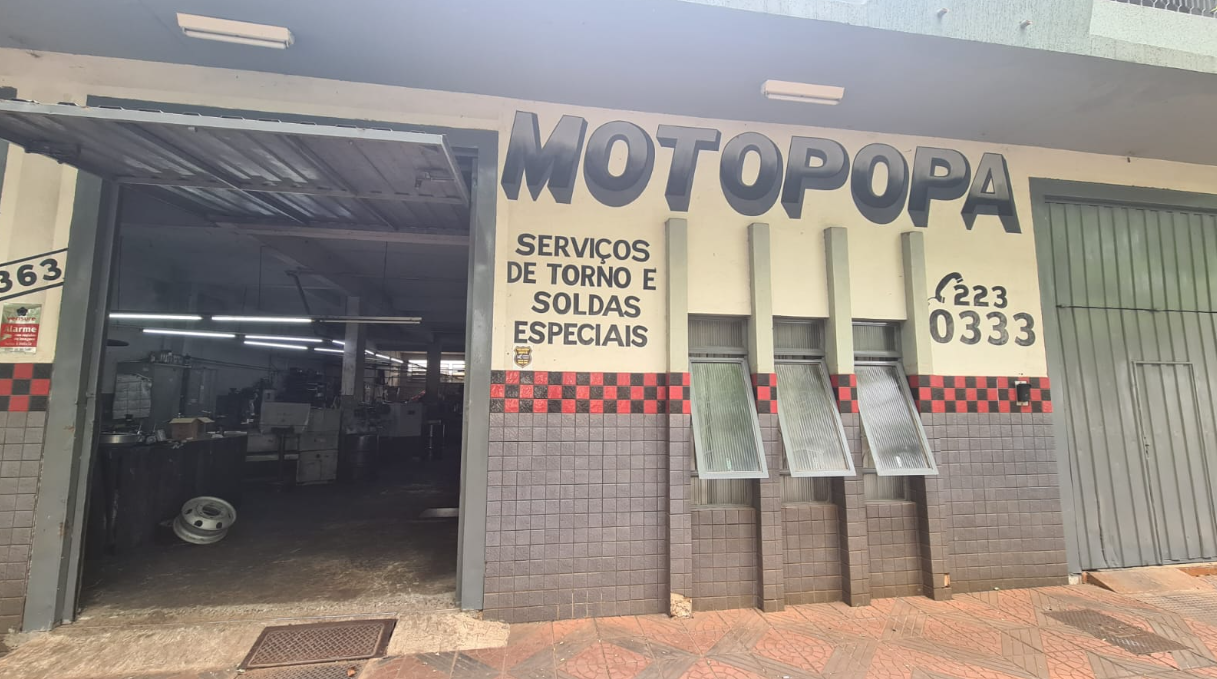 MOTOPOPA
SERVIÇOS
DE TORNO E
SOLDAS
ESPECIAIS
223
0333
363
alarme